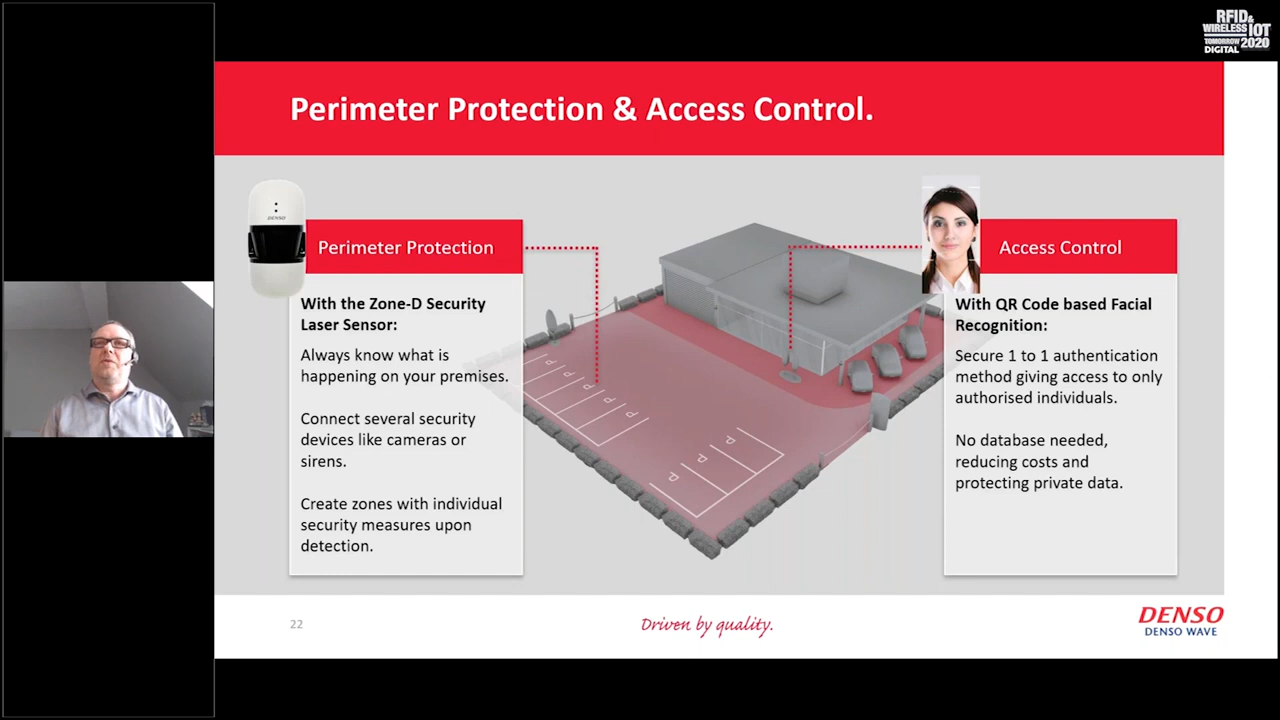 RFID&
WIRELESS IOT
TOMORROW 2020
DIGITAL
Perimeter Protection & Access Control.
DENSO
Perimeter Protection
With the Zone-D Security
Laser Sensor:
Always know what is
happening on your premises.
Connect several security
devices like cameras or
sirens.
Create zones with individual
security measures upon
detection.
P
P
P
P
P
P
P
P
Access Control
With QR Code based Facial
Recognition:
Secure 1 to 1 authentication
method giving access to only
authorised individuals.
No database needed,
reducing costs and
protecting private data.
22
Driven by quality.
DENSO
DENSO WAVE